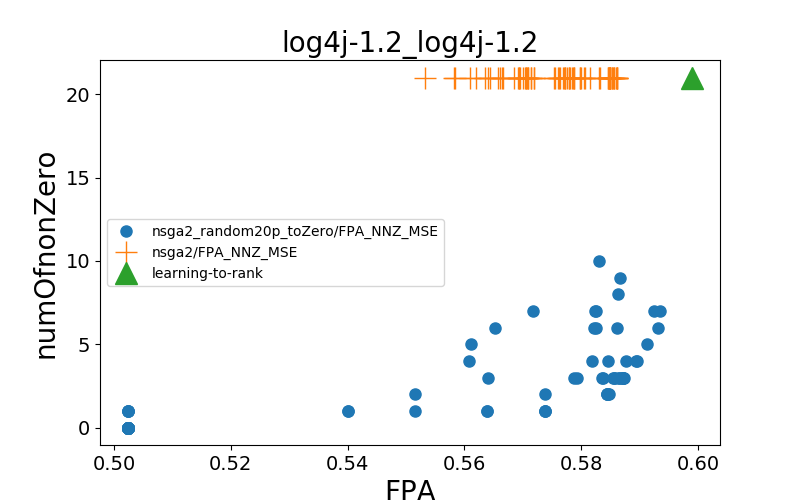 log4j-1.2_log4j-1.2
numOfnonZero
20
15
10
5
0
nsga2_random20p_toZero/FPA_NNZ_MSE
nsga2/FPA_NNZ_MSE
learning-to-rank
0.50 0.52 0.54 0.56 0.58 0.60
FPA